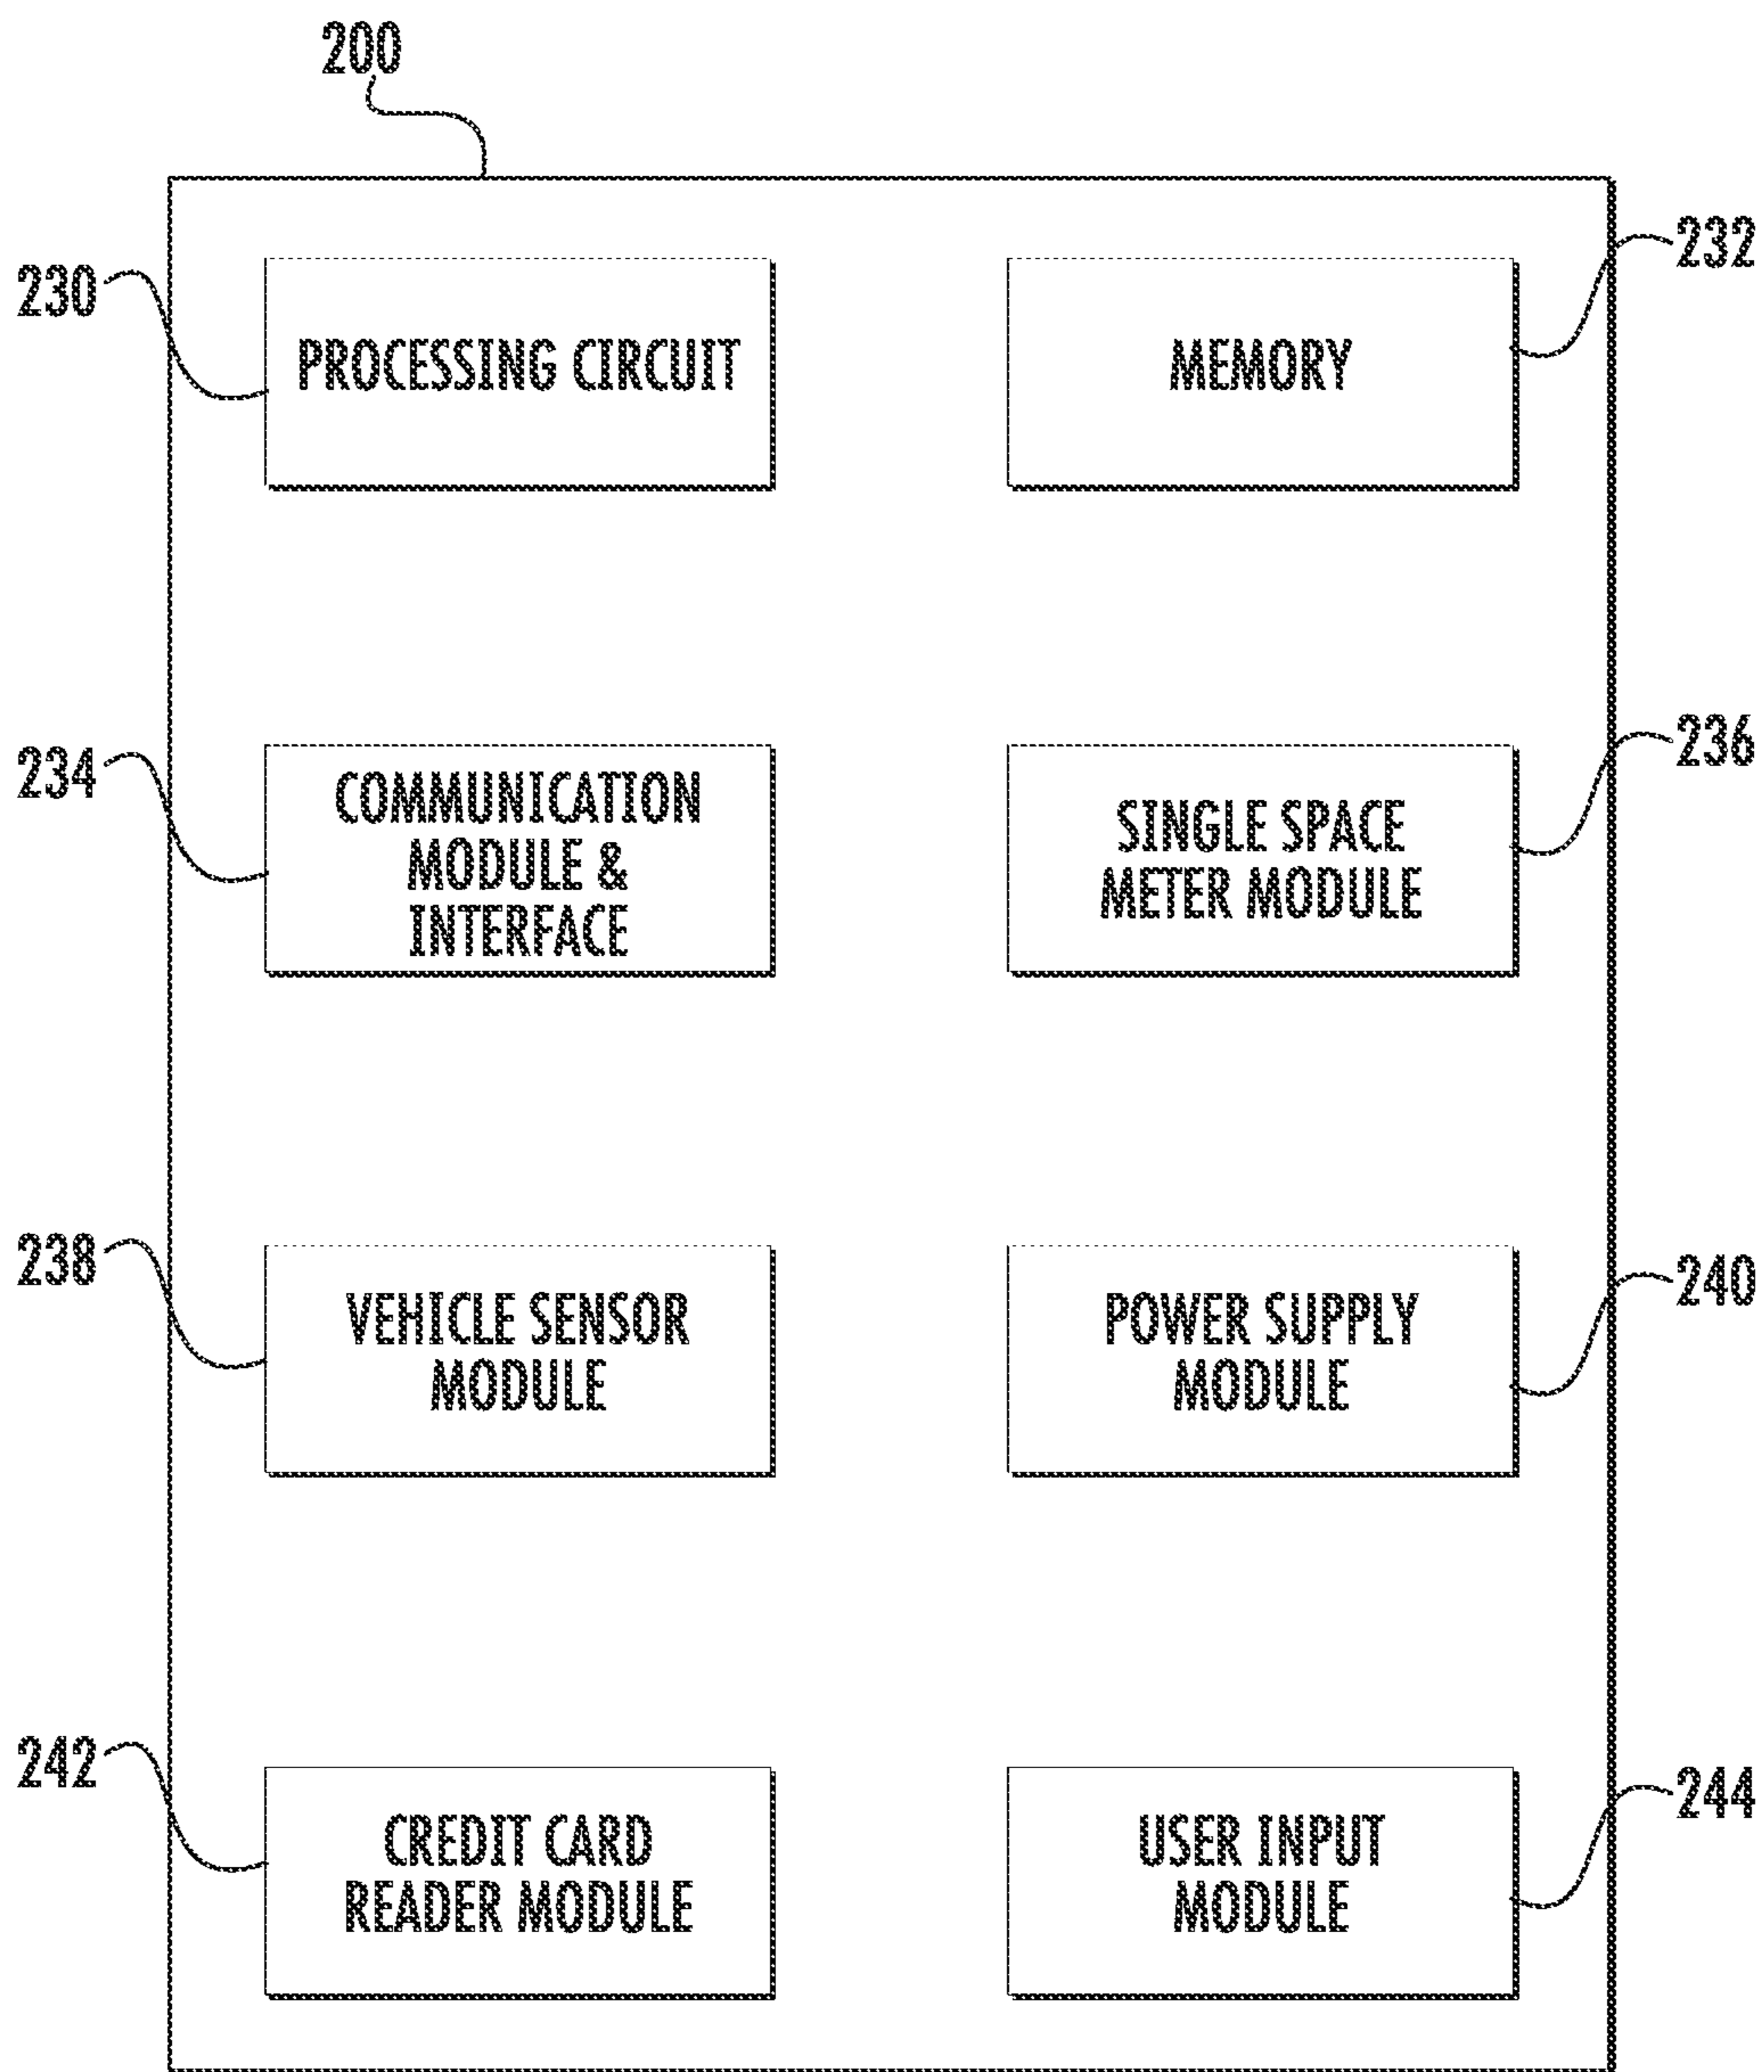 200
230
PROCESSING CIRCUIT
232
MEMORY
234
COMMUNICATION
MODULE &
INTERFACE
236
SINGLE SPACE
METER MODULE
238
VEHICLE SENSOR
MODULE
240
POWER SUPPLY
MODULE
242
CREDIT CARD
READER MODULE
244
USER INPUT
MODULE